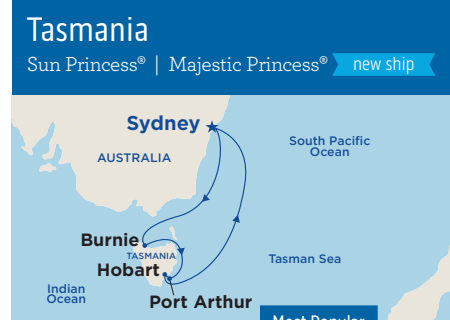 Tasmania
Sun Princess® | Majestic Princess® new ship
Sydney
AUSTRALIA
South Pacific
Ocean
Burnie
TASMANIA
Hobart
Tasman Sea
Indian
Ocean
Port Arthur
Most Popular